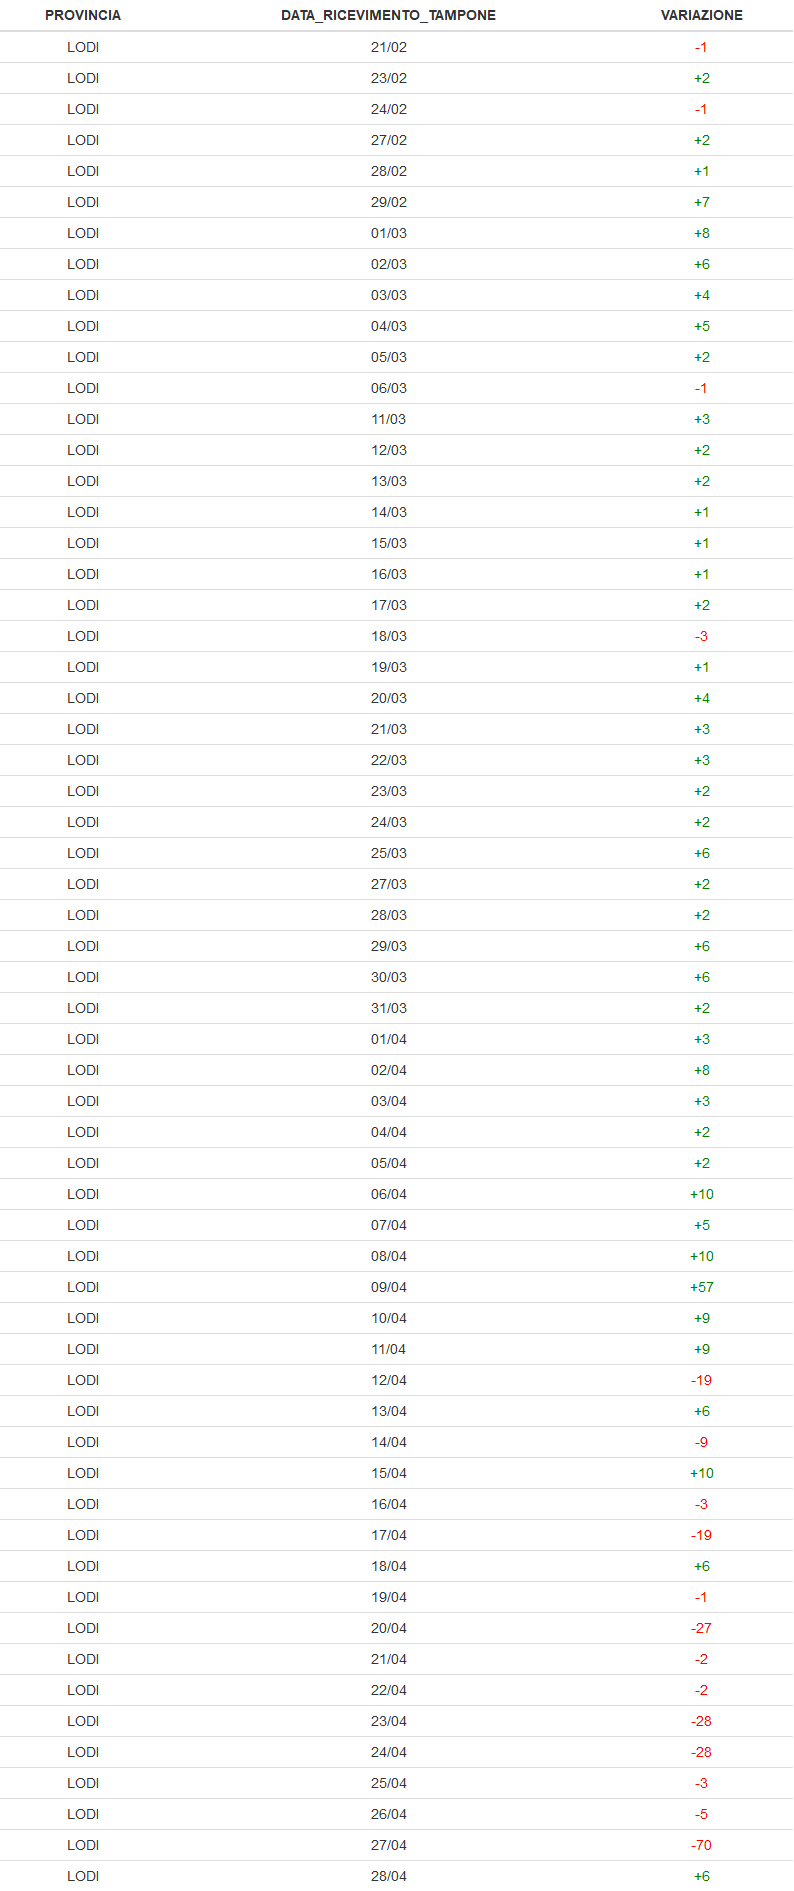 PROVINCIA DATA_RICEVIMENTO_TAMPONE VARIAZIONE
LODI 21/02 -1
LODI 23/02 +2
LODI 24/02 -1
LODI 27/02 +2
LODI 28/02 +1
LODI 29/02 +7
LODI 01/03 +8
LODI 02/03 +6
LODI 03/03 +4
LODI 04/03 +5
LODI 05/03 +2
LODI 06/03 -1
LODI 11/03 +3
LODI 12/03 +2
LODI 13/03 +2
LODI 14/03 +1
LODI 15/03 +1
LODI 16/03 +1
LODI 17/03 +2
LODI 18/03 -3
LODI 19/03 +1
LODI 20/03 +4
LODI 21/03 +3
LODI 22/03 +3
LODI 23/03 +2
LODI 24/03 +2
LODI 25/03 +6
LODI 27/03 +2
LODI 28/03 +2
LODI 29/03 +6
LODI 30/03 +6
LODI 31/03 +2
LODI 01/04 +3
LODI 02/04 +8
LODI 03/04 +3
LODI 04/04 +2
LODI 05/04 +2
LODI 06/04 +10
LODI 07/04 +5
LODI 08/04 +10
LODI 09/04 +57
LODI 10/04 +9
LODI 11/04 +9
LODI 12/04 -19
LODI 13/04 +6
LODI 14/04 -9
LODI 15/04 +10
LODI 16/04 -3
LODI 17/04 -19
LODI 18/04 +6
LODI 19/04 -1
LODI 20/04 -27
LODI 21/04 -2
LODI 22/04 -2
LODI 23/04 -28
LODI 24/04 -28
LODI 25/04 -3
LODI 26/04 -5
LODI 27/04 -70
LODI 28/04 +6